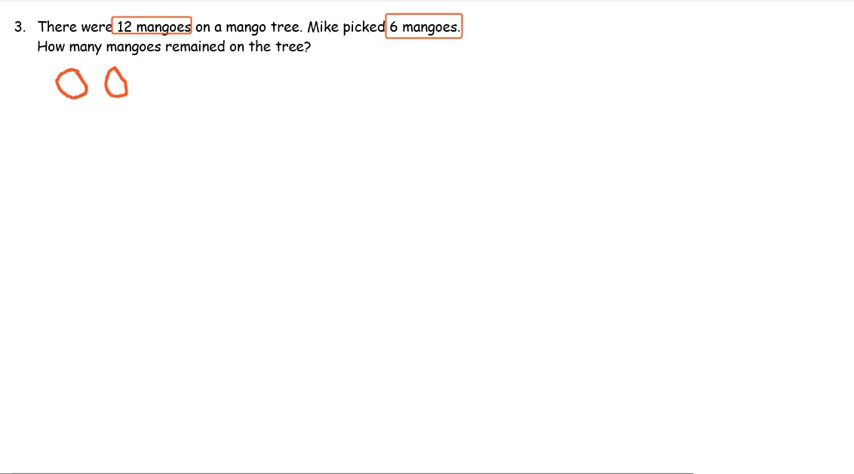 3. There were 12 mangoes on a mango tree. Mike picked 6 mangoes.
How many mangoes remained on the tree?